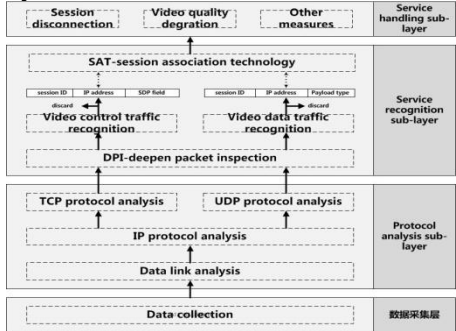 Session disconnection
Video quality degration
Other measures
Service handling sub-layer
SAT-session association technology
session ID IP address SDP field
session ID IP address Payload type
discard
discard
Video control traffic recognition
Video data traffic recognition
Service recognition sub-layer
DPI-deepen packet inspection
TCP protocol analysis
UDP protocol analysis
IP protocol analysis
Protocol analysis sub-layer
Data link analysis
Data collection
数据采集层